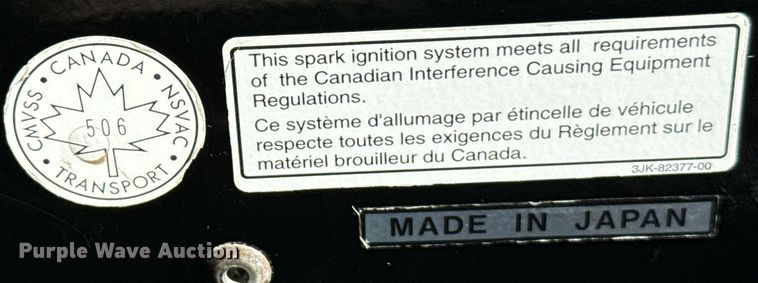 CMVSS • CANADA • NSVAC • TRANSPORT •
506
This spark ignition system meets all requirements
of the Canadian Interference Causing Equipment
Regulations.
Ce système d'allumage par étincelle de véhicule
respecte toutes les exigences du Règlement sur le
matériel brouilleur du Canada.
3JK-82377-00
MADE IN JAPAN
Purple Wave Auction